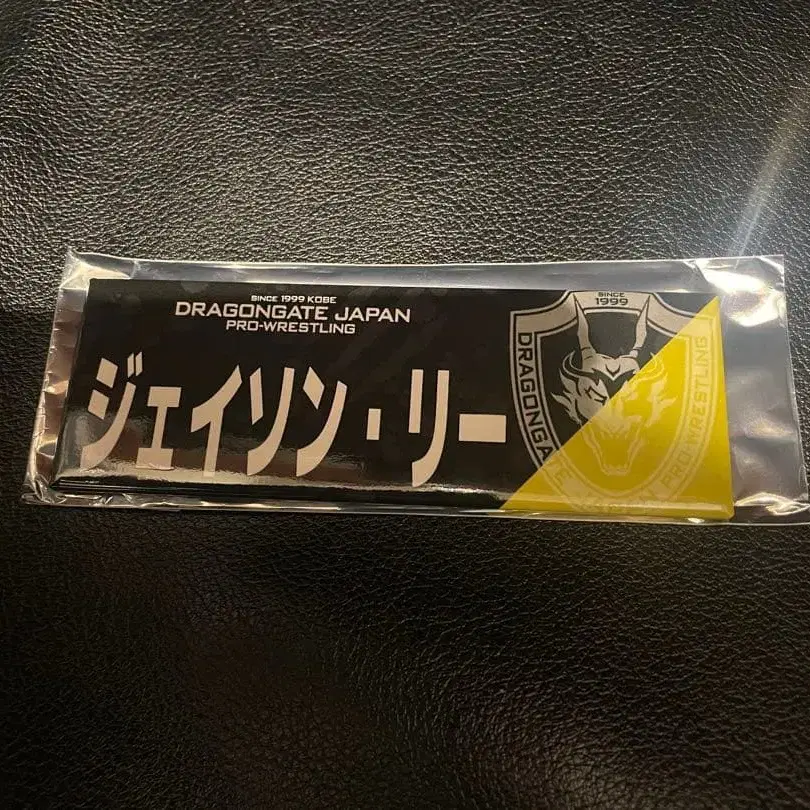 SINCE 1999 KOBE
DRAGONGATE JAPAN
PRO-WRESTLING
ジェイソン・リー
SINCE
1999
DRAGONGATE
PRO-WRESTLING